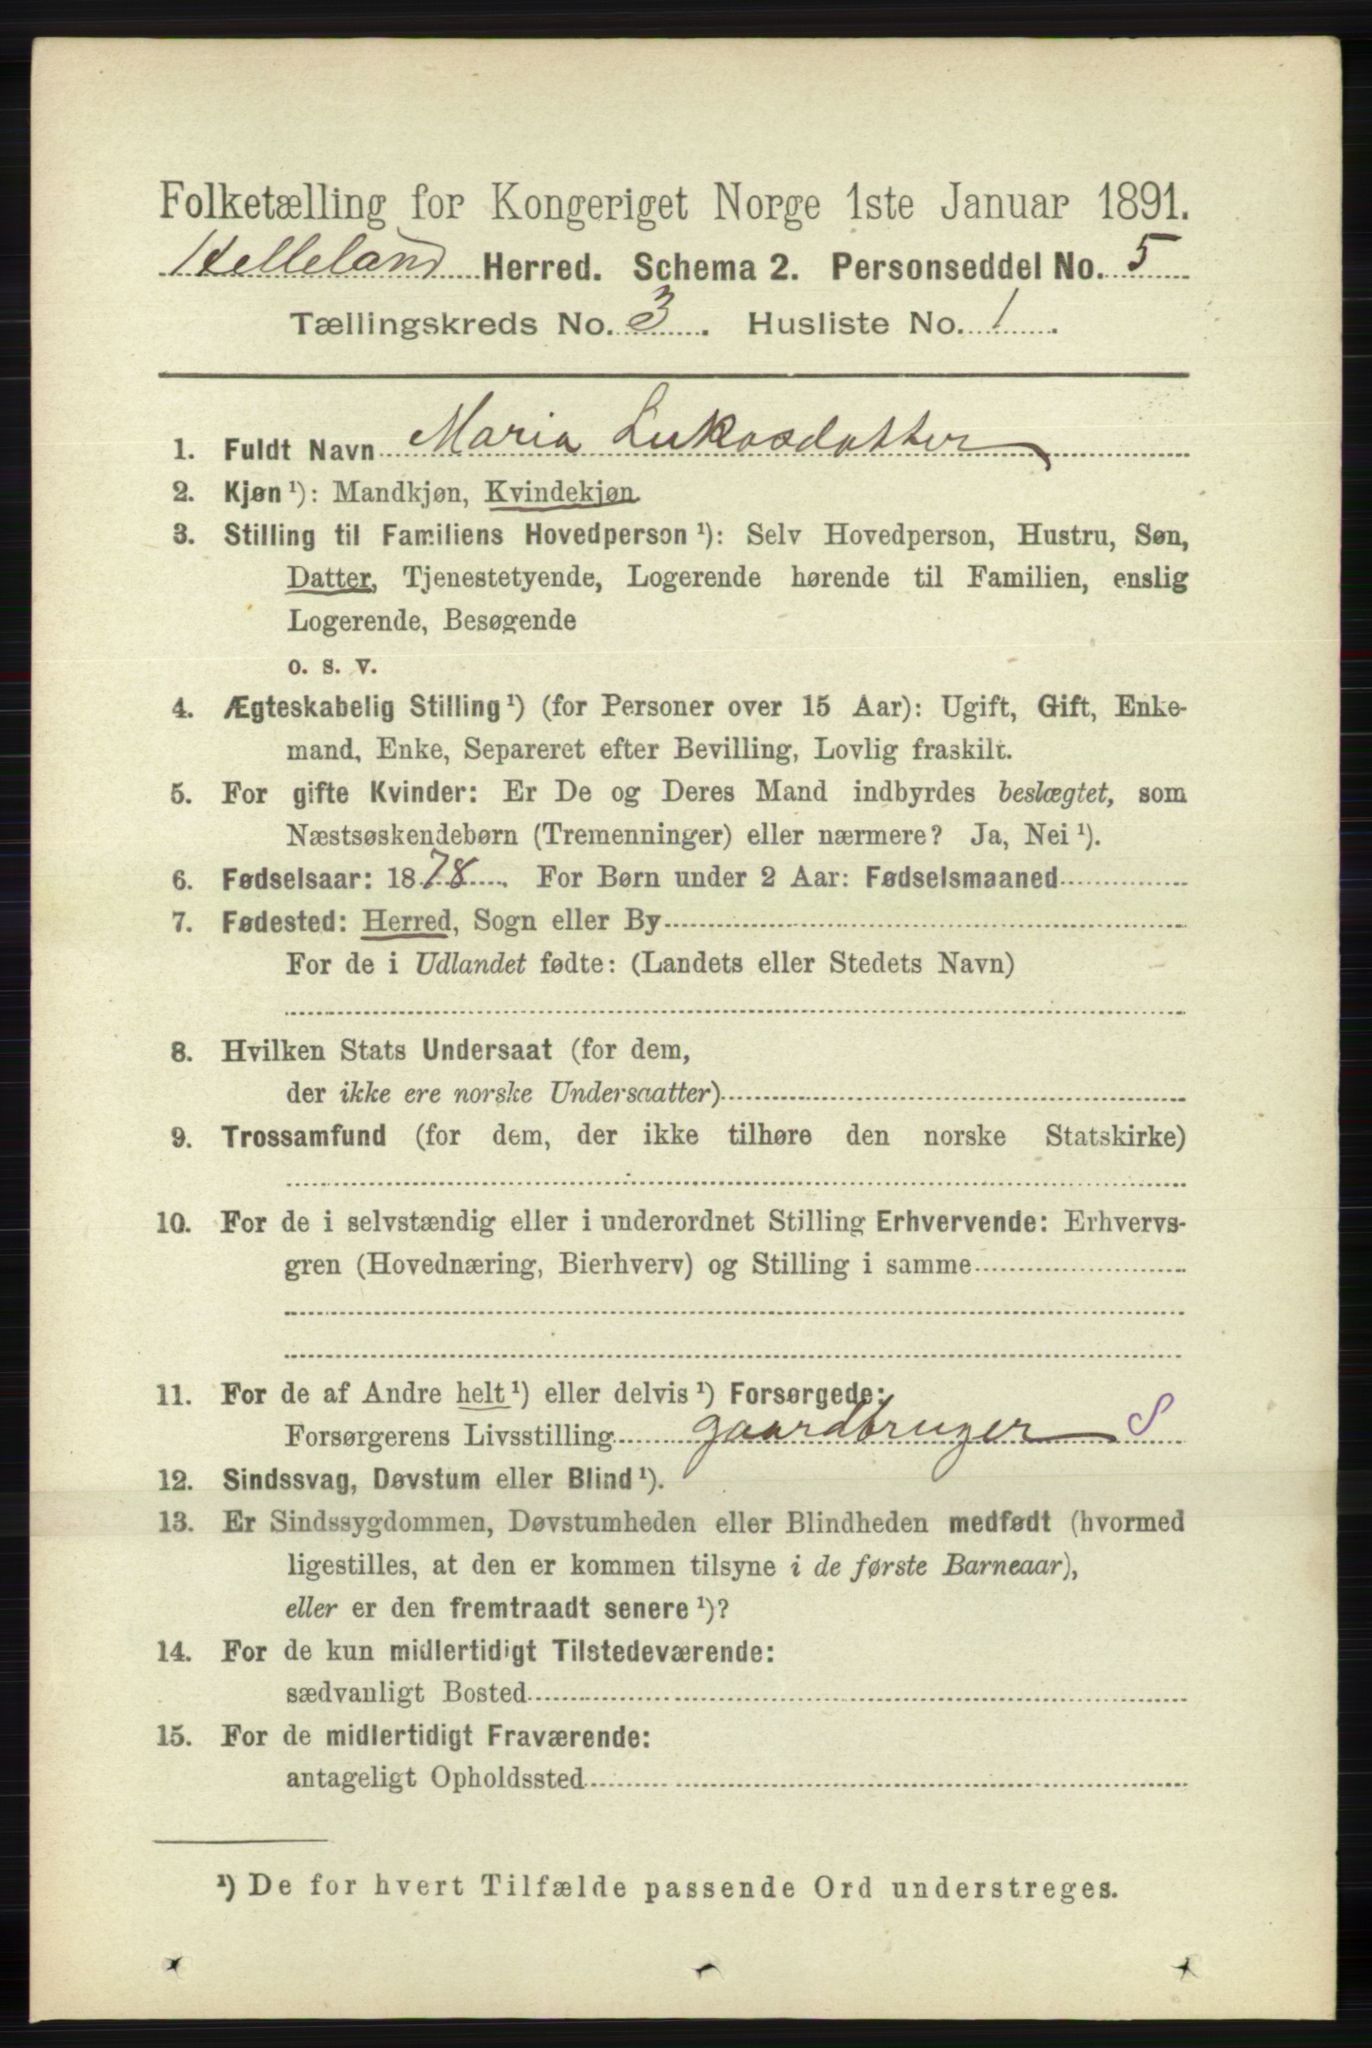 Folketælling for Kongeriget Norge 1ste Januar 1891.
Helleland Herred. Schema 2. Personseddel No. 5
Tællingskreds No. 3. Husliste No. 1.
1. Fuldt Navn Maria Lukasdatter
2. Kjøn ¹): Mandkjøn, Kvindekjøn
3. Stilling til Familiens Hovedperson ¹): Selv Hovedperson, Hustru, Søn,
Datter, Tjenestetyende, Logerende hørende til Familien, enslig
Logerende, Besøgende
o. s. v.
4. Ægteskabelig Stilling ¹) (for Personer over 15 Aar): Ugift, Gift, Enke-
mand, Enke, Separeret efter Bevilling, Lovlig fraskilt.
5. For gifte Kvinder: Er De og Deres Mand indbyrdes beslægtet, som
Næstsøskendebørn (Tremenninger) eller nærmere? Ja, Nei ¹).
6. Fødselsaar: 1878. For Børn under 2 Aar: Fødselsmaaned
7. Fødested: Herred, Sogn eller By
For de i Udlandet fødte: (Landets eller Stedets Navn)
8. Hvilken Stats Undersaat (for dem,
der ikke ere norske Undersaatter)
9. Trossamfund (for dem, der ikke tilhøre den norske Statskirke)
10. For de i selvstændig eller i underordnet Stilling Erhvervende: Erhvervs-
gren (Hovednæring, Bierhverv) og Stilling i samme
11. For de af Andre helt ¹) eller delvis ¹) Forsørgede:
Forsørgerens Livsstilling gaardbruger S
12. Sindssvag, Døvstum eller Blind ¹).
13. Er Sindssygdommen, Døvstumheden eller Blindheden medfødt (hvormed
ligestilles, at den er kommen tilsyne i de første Barneaar),
eller er den fremtraadt senere ¹)?
14. For de kun midlertidigt Tilstedeværende:
sædvanligt Bosted
15. For de midlertidigt Fraværende:
antageligt Opholdssted
¹) De for hvert Tilfælde passende Ord understreges.